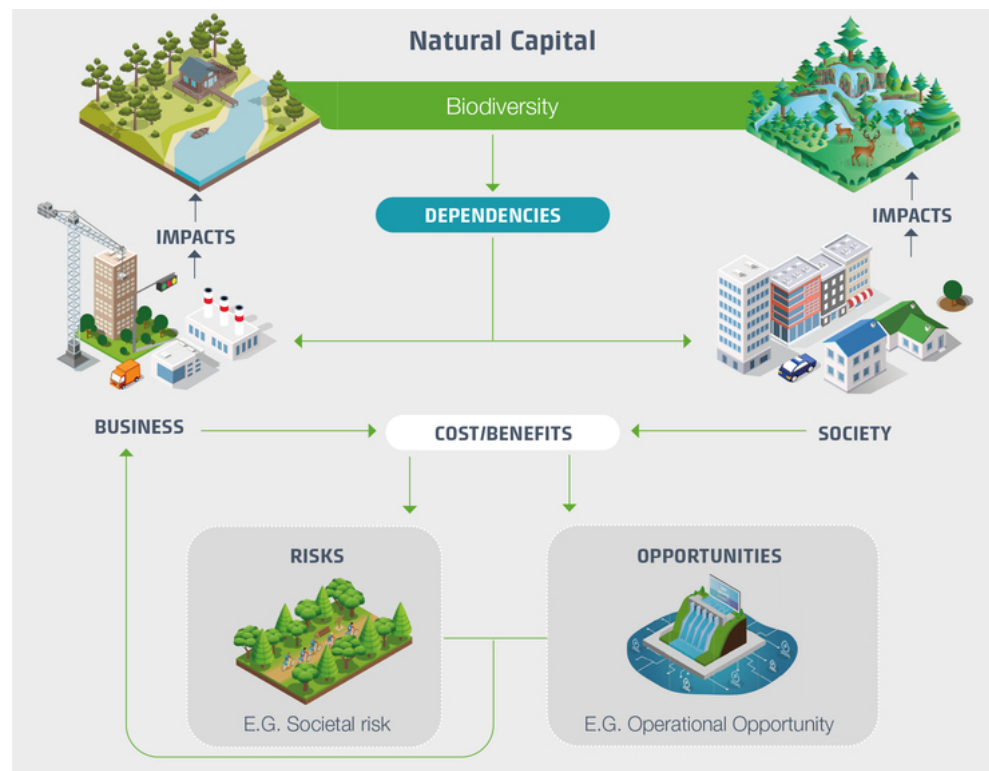 Natural Capital
Biodiversity
DEPENDENCIES
IMPACTS
IMPACTS
BUSINESS
COST/BENEFITS
SOCIETY
RISKS
OPPORTUNITIES
E.G. Societal risk
E.G. Operational Opportunity